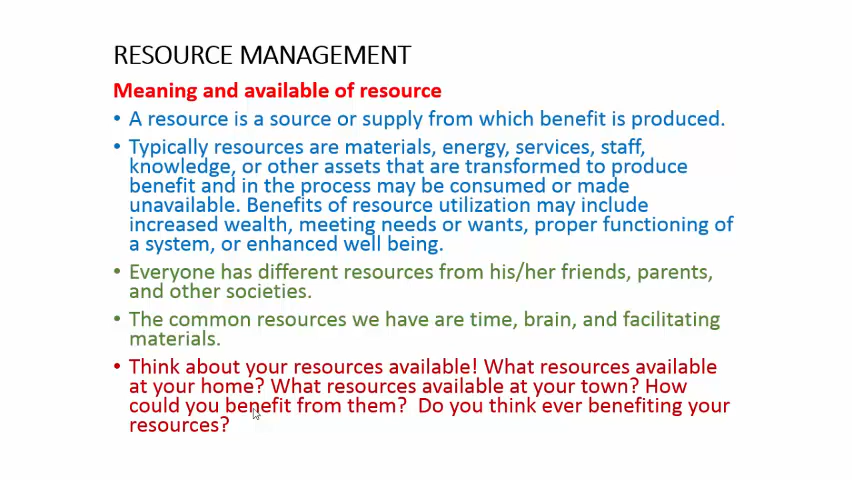 RESOURCE MANAGEMENT
Meaning and available of resource
• A resource is a source or supply from which benefit is produced.
• Typically resources are materials, energy, services, staff,
knowledge, or other assets that are transformed to produce
benefit and in the process may be consumed or made
unavailable. Benefits of resource utilization may include
increased wealth, meeting needs or wants, proper functioning of
a system, or enhanced well being.
• Everyone has different resources from his/her friends, parents,
and other societies.
• The common resources we have are time, brain, and facilitating
materials.
• Think about your resources available! What resources available
at your home? What resources available at your town? How
could you benefit from them? Do you think ever benefiting your
resources?